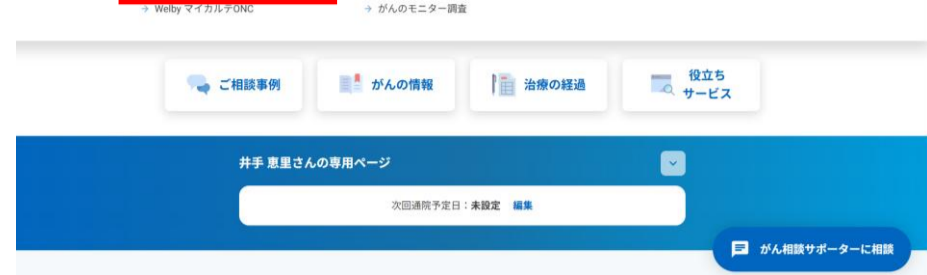 → Welby マイカルテONC
→ がんのモニター調査
ご相談事例
がんの情報
治療の経過
役立ち
サービス
井手 恵里さんの専用ページ
次回通院予定日：未設定 編集
がん相談サポーターに相談